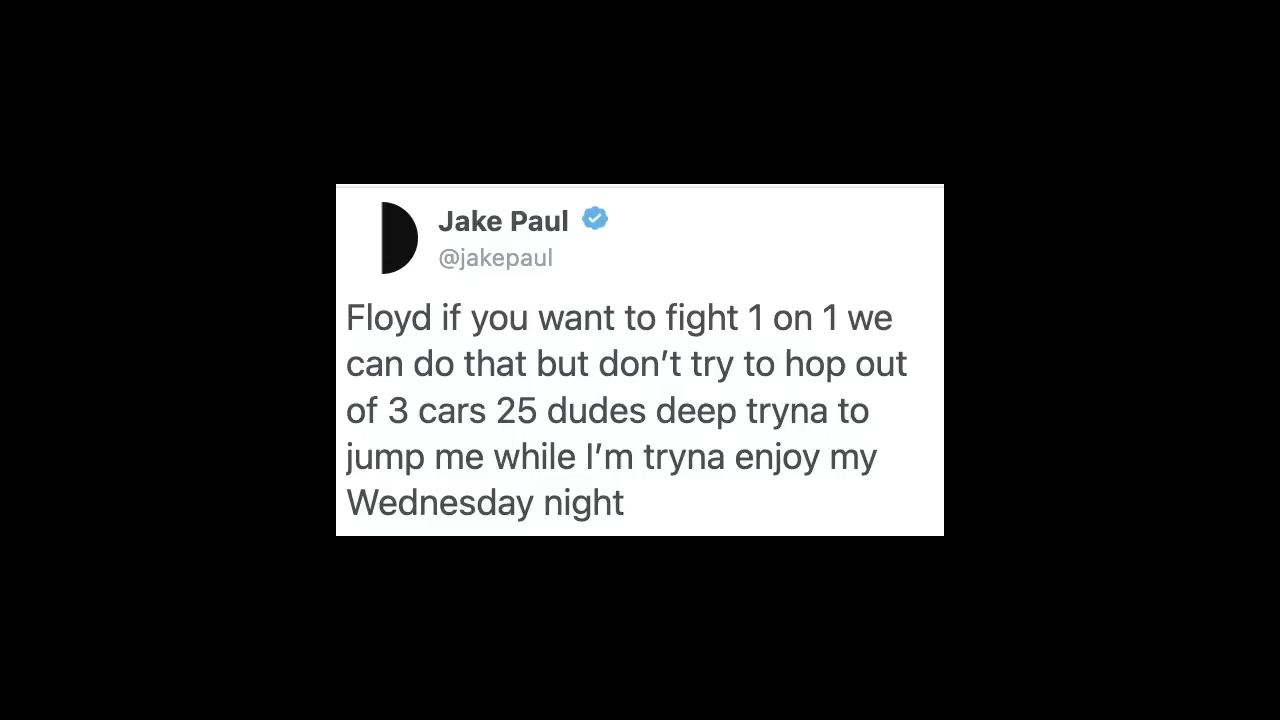 Jake Paul
@jakepaul
Floyd if you want to fight 1 on 1 we
can do that but don’t try to hop out
of 3 cars 25 dudes deep tryna to
jump me while I’m tryna enjoy my
Wednesday night